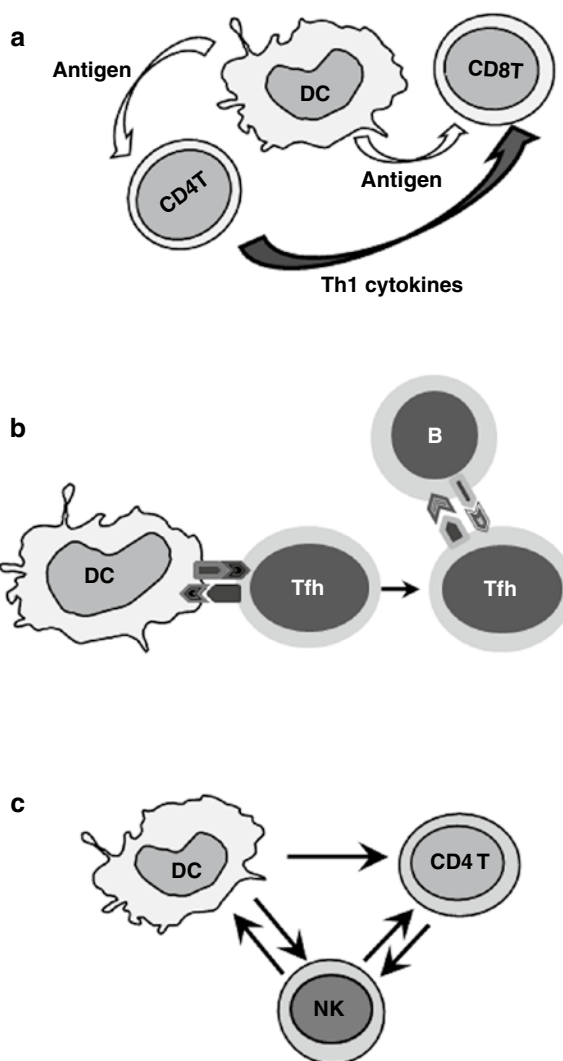 a
Antigen
DC
CD8T
CD4T
Antigen
Th1 cytokines
b
B
DC
Tfh
Tfh
c
DC
CD4 T
NK